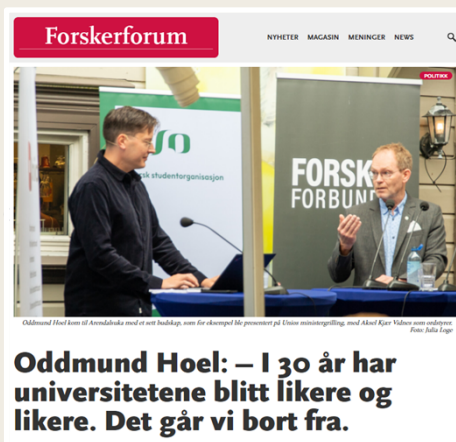 Forskerforum
NYHETER MAGASIN MENINGER NEWS
POLITIKK
so
sk studentorganisasjon
FORSK
FORBUND
Oddmund Hoel kom til Arendalsuka med et sett budskap, som for eksempel ble presentert på Unios ministergrilling, med Aksel Kjær Vidnes som ordstyrer.
Foto: Julia Loge
Oddmund Hoel: – I 30 år har
universitetene blitt likere og
likere. Det går vi bort fra.